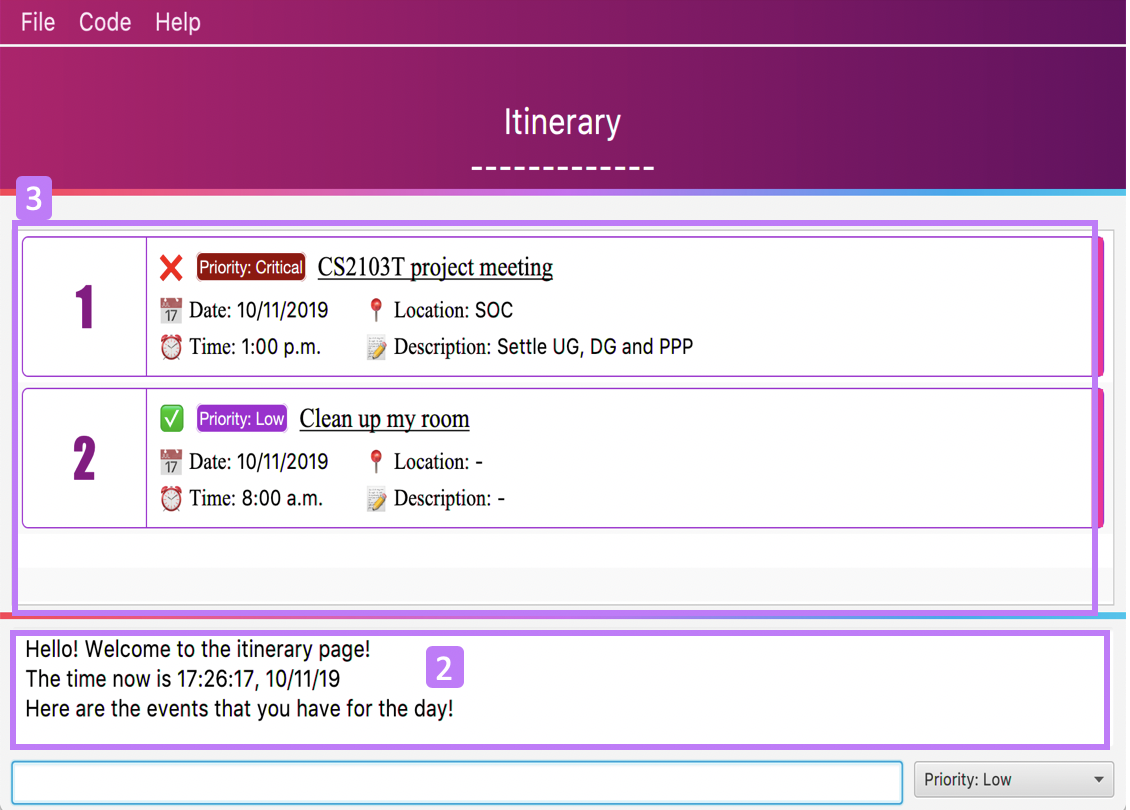 File Code Help
Itinerary
-------------
3
1
Priority: Critical CS2103T project meeting
17 Date: 10/11/2019 Location: SOC
Time: 1:00 p.m. Description: Settle UG, DG and PPP
2
Priority: Low Clean up my room
17 Date: 10/11/2019 Location: -
Time: 8:00 a.m. Description: -
Hello! Welcome to the itinerary page!
2
The time now is 17:26:17, 10/11/19
Here are the events that you have for the day!
Priority: Low